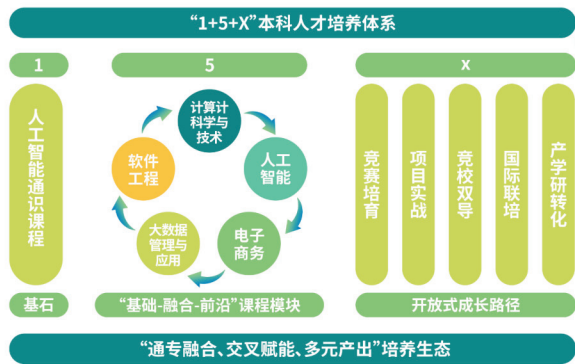 “1+5+X”本科人才培养体系
1
5
X
人工智能通识课程
计算计
科学与
技术
人工
智能
电子
商务
大数据
管理与
应用
软件
工程
竞赛培育
项目实战
竞校双导
国际联培
产学研转化
基石
“基础-融合-前沿”课程模块
开放式成长路径
“通专融合、交叉赋能、多元产出”培养生态